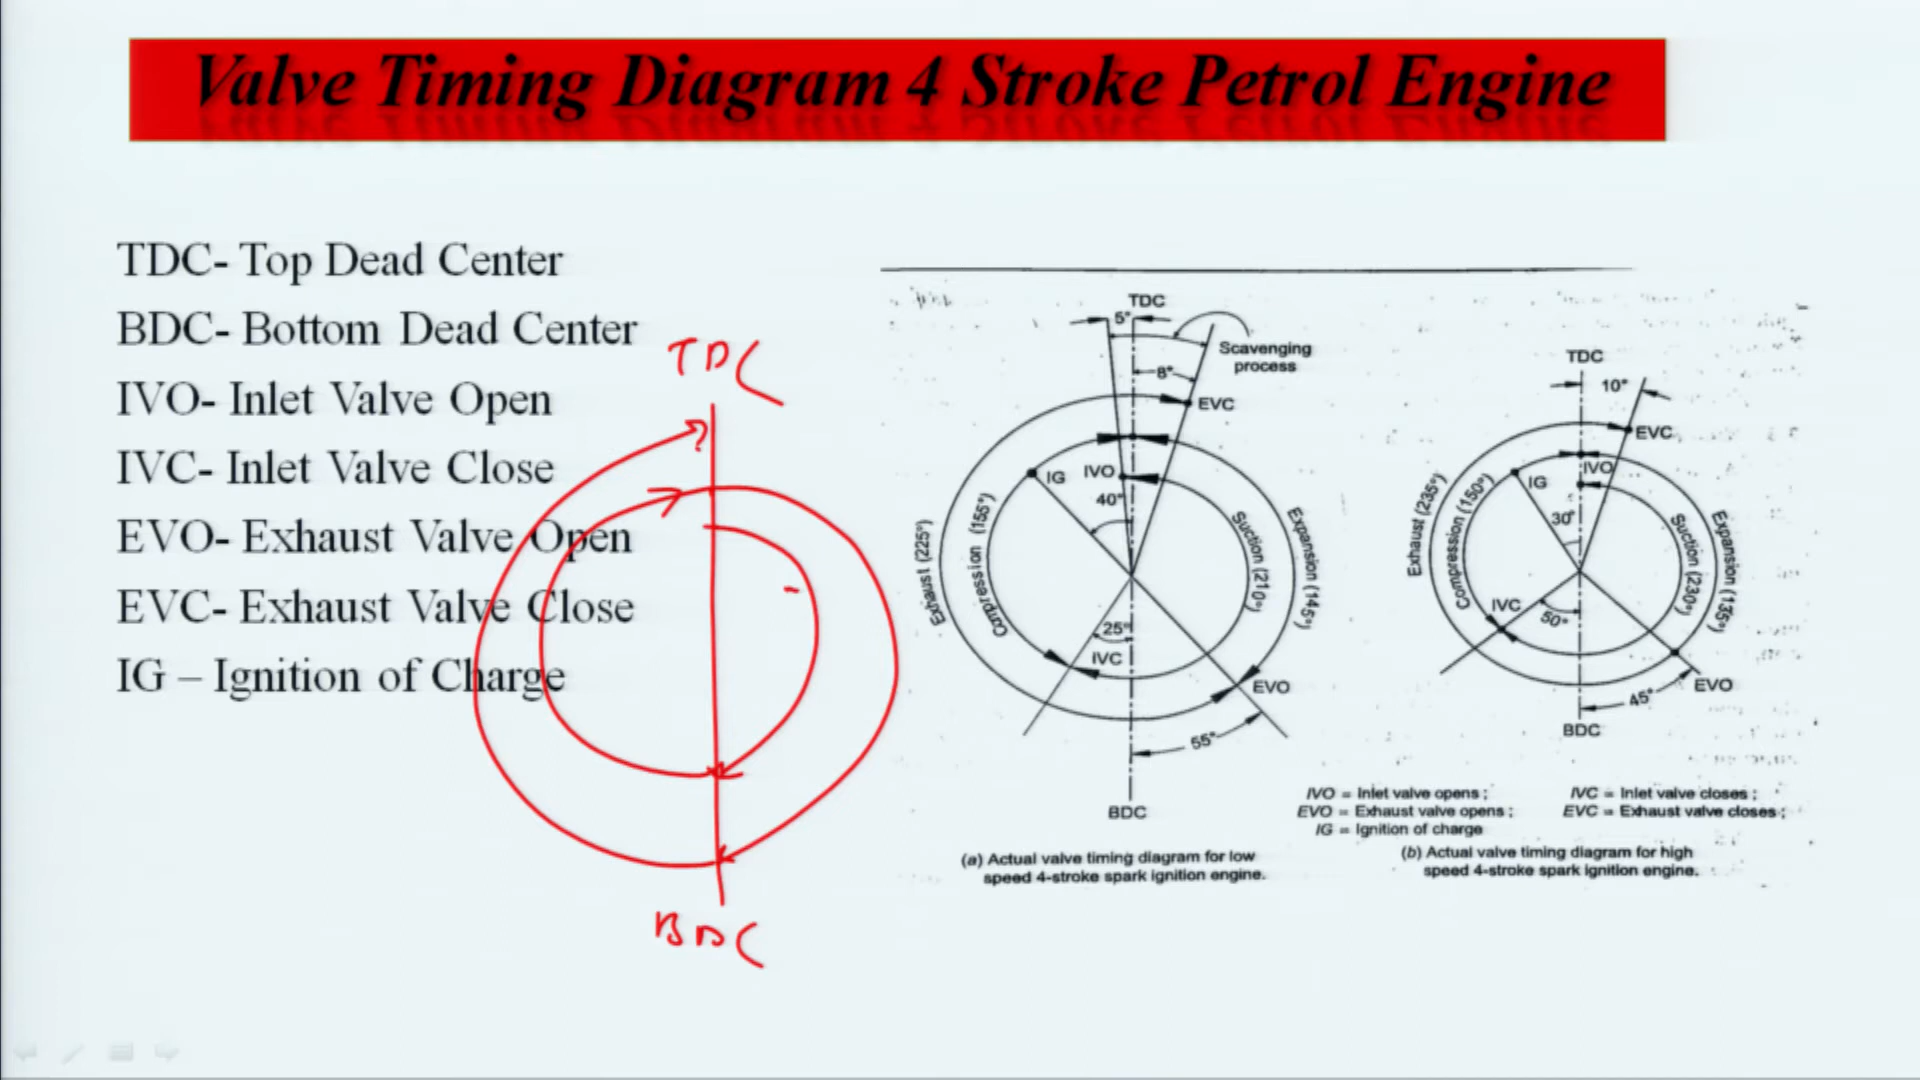 Valve Timing Diagram 4 Stroke Petrol Engine
TDC- Top Dead Center
BDC- Bottom Dead Center
IVO- Inlet Valve Open
IVC- Inlet Valve Close
EVO- Exhaust Valve Open
EVC- Exhaust Valve Close
IG – Ignition of Charge
TDC
BDC
TDC
5°
Scavenging
process
8°
EVC
IG
IVO
40°
Exhaust (225°)
Compression (155°)
Suction (210°)
Expansion (145°)
25°
IVC
EVO
55°
BDC
(a) Actual valve timing diagram for low
speed 4-stroke spark ignition engine.
TDC
10°
EVC
IVO
IG
30°
Exhaust (235°)
Compression (150°)
Suction (230°)
Expansion (135°)
IVC
50°
EVO
45°
BDC
IVO = Inlet valve opens ; IVC = Inlet valve closes ;
EVO = Exhaust valve opens ; EVC = Exhaust valve closes ;
IG = Ignition of charge
(b) Actual valve timing diagram for high
speed 4-stroke spark ignition engine.